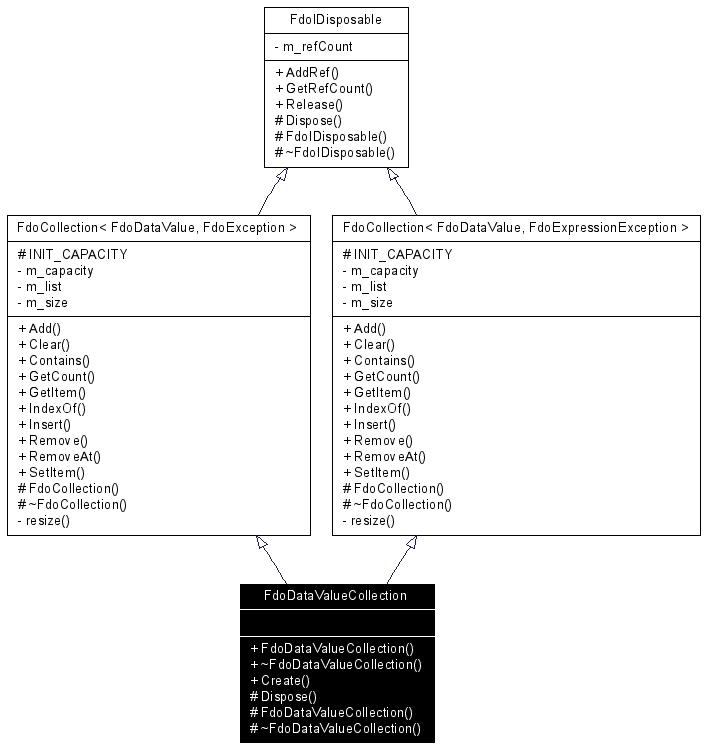 FdoIDisposable
- m_refCount
+ AddRef()
+ GetRefCount()
+ Release()
# Dispose()
# FdoIDisposable()
# ~FdoIDisposable()
FdoCollection< FdoDataValue, FdoException >
# INIT_CAPACITY
- m_capacity
- m_list
- m_size
+ Add()
+ Clear()
+ Contains()
+ GetCount()
+ GetItem()
+ IndexOf()
+ Insert()
+ Remove()
+ RemoveAt()
+ SetItem()
# FdoCollection()
# ~FdoCollection()
- resize()
FdoCollection< FdoDataValue, FdoExpressionException >
# INIT_CAPACITY
- m_capacity
- m_list
- m_size
+ Add()
+ Clear()
+ Contains()
+ GetCount()
+ GetItem()
+ IndexOf()
+ Insert()
+ Remove()
+ RemoveAt()
+ SetItem()
# FdoCollection()
# ~FdoCollection()
- resize()
FdoDataValueCollection
+ FdoDataValueCollection()
+ ~FdoDataValueCollection()
+ Create()
# Dispose()
# FdoDataValueCollection()
# ~FdoDataValueCollection()